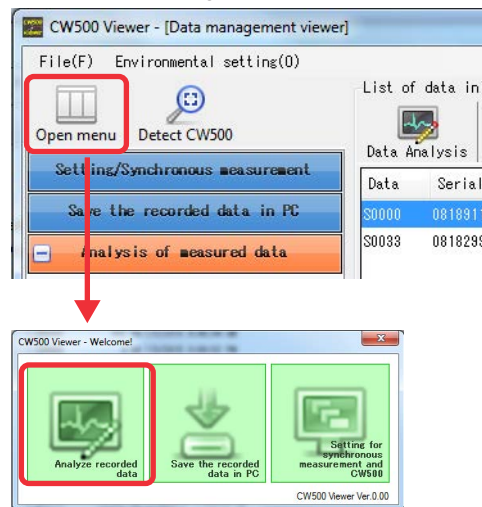 CW500 Viewer - [Data management viewer]
File(F) Environmental setting(O)
List of data in
Open menu Detect CW500
Data Analysis
Setting/Synchronous measurement
Save the recorded data in PC
Analysis of measured data
Data Serial
S0000 081891
S0033 081829
CW500 Viewer - Welcome!
Analyze recorded
data
Save the recorded
data in PC
Setting for
synchronous
measurement and
CW500
CW500 Viewer Ver.0.00